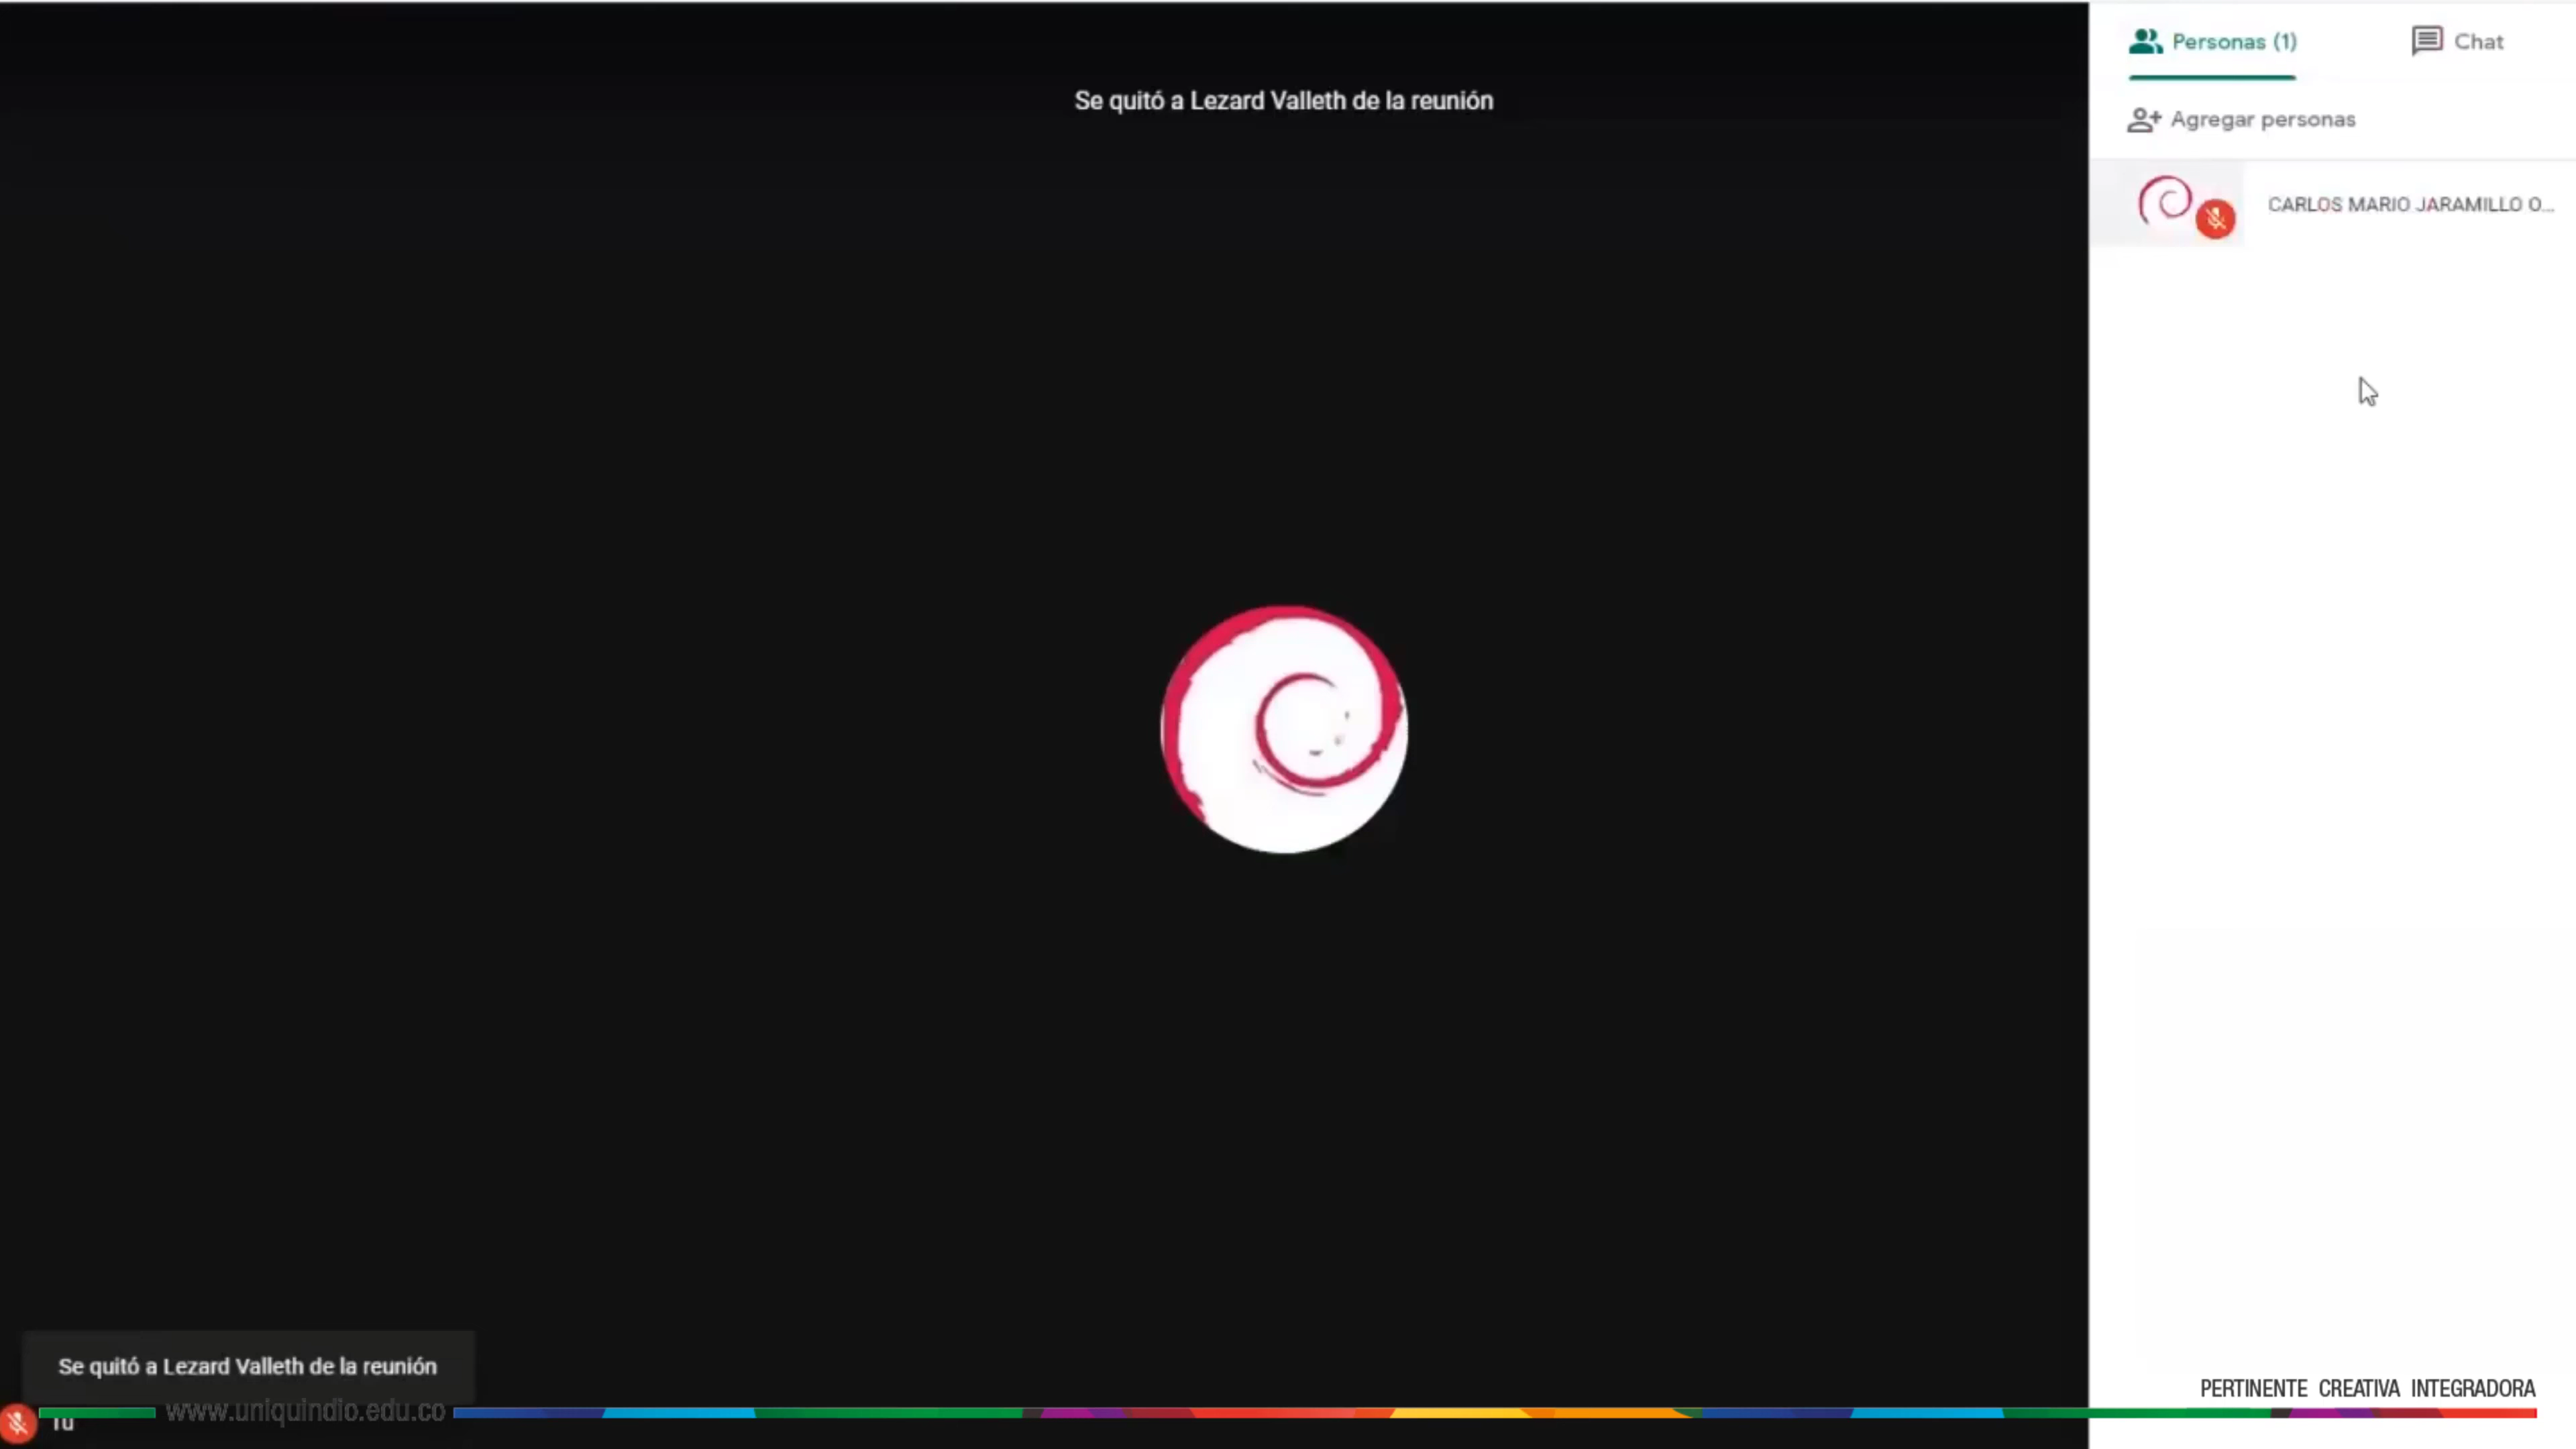 Se quitó a Lezard Valleth de la reunión
Personas (1)
Chat
Agregar personas
CARLOS MARIO JARAMILLO O...
Se quitó a Lezard Valleth de la reunión
Tú
www.uniquindio.edu.co
PERTINENTE CREATIVA INTEGRADORA